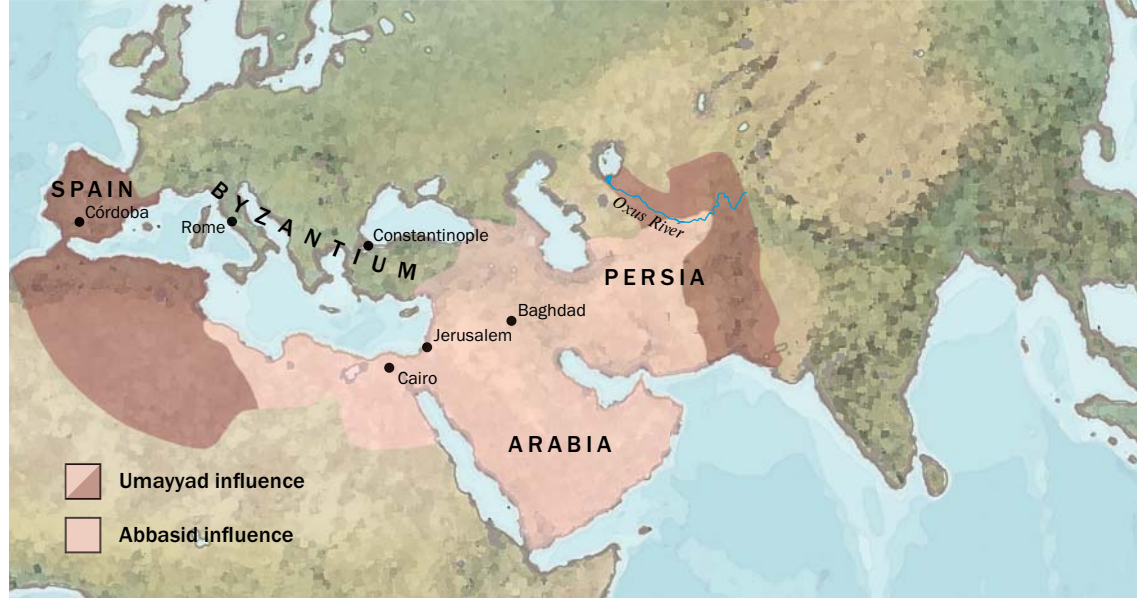 SPAIN
Córdoba
BYZANTIUM
Rome
Constantinople
Oxus River
PERSIA
Baghdad
Jerusalem
Cairo
ARABIA
Umayyad influence
Abbasid influence